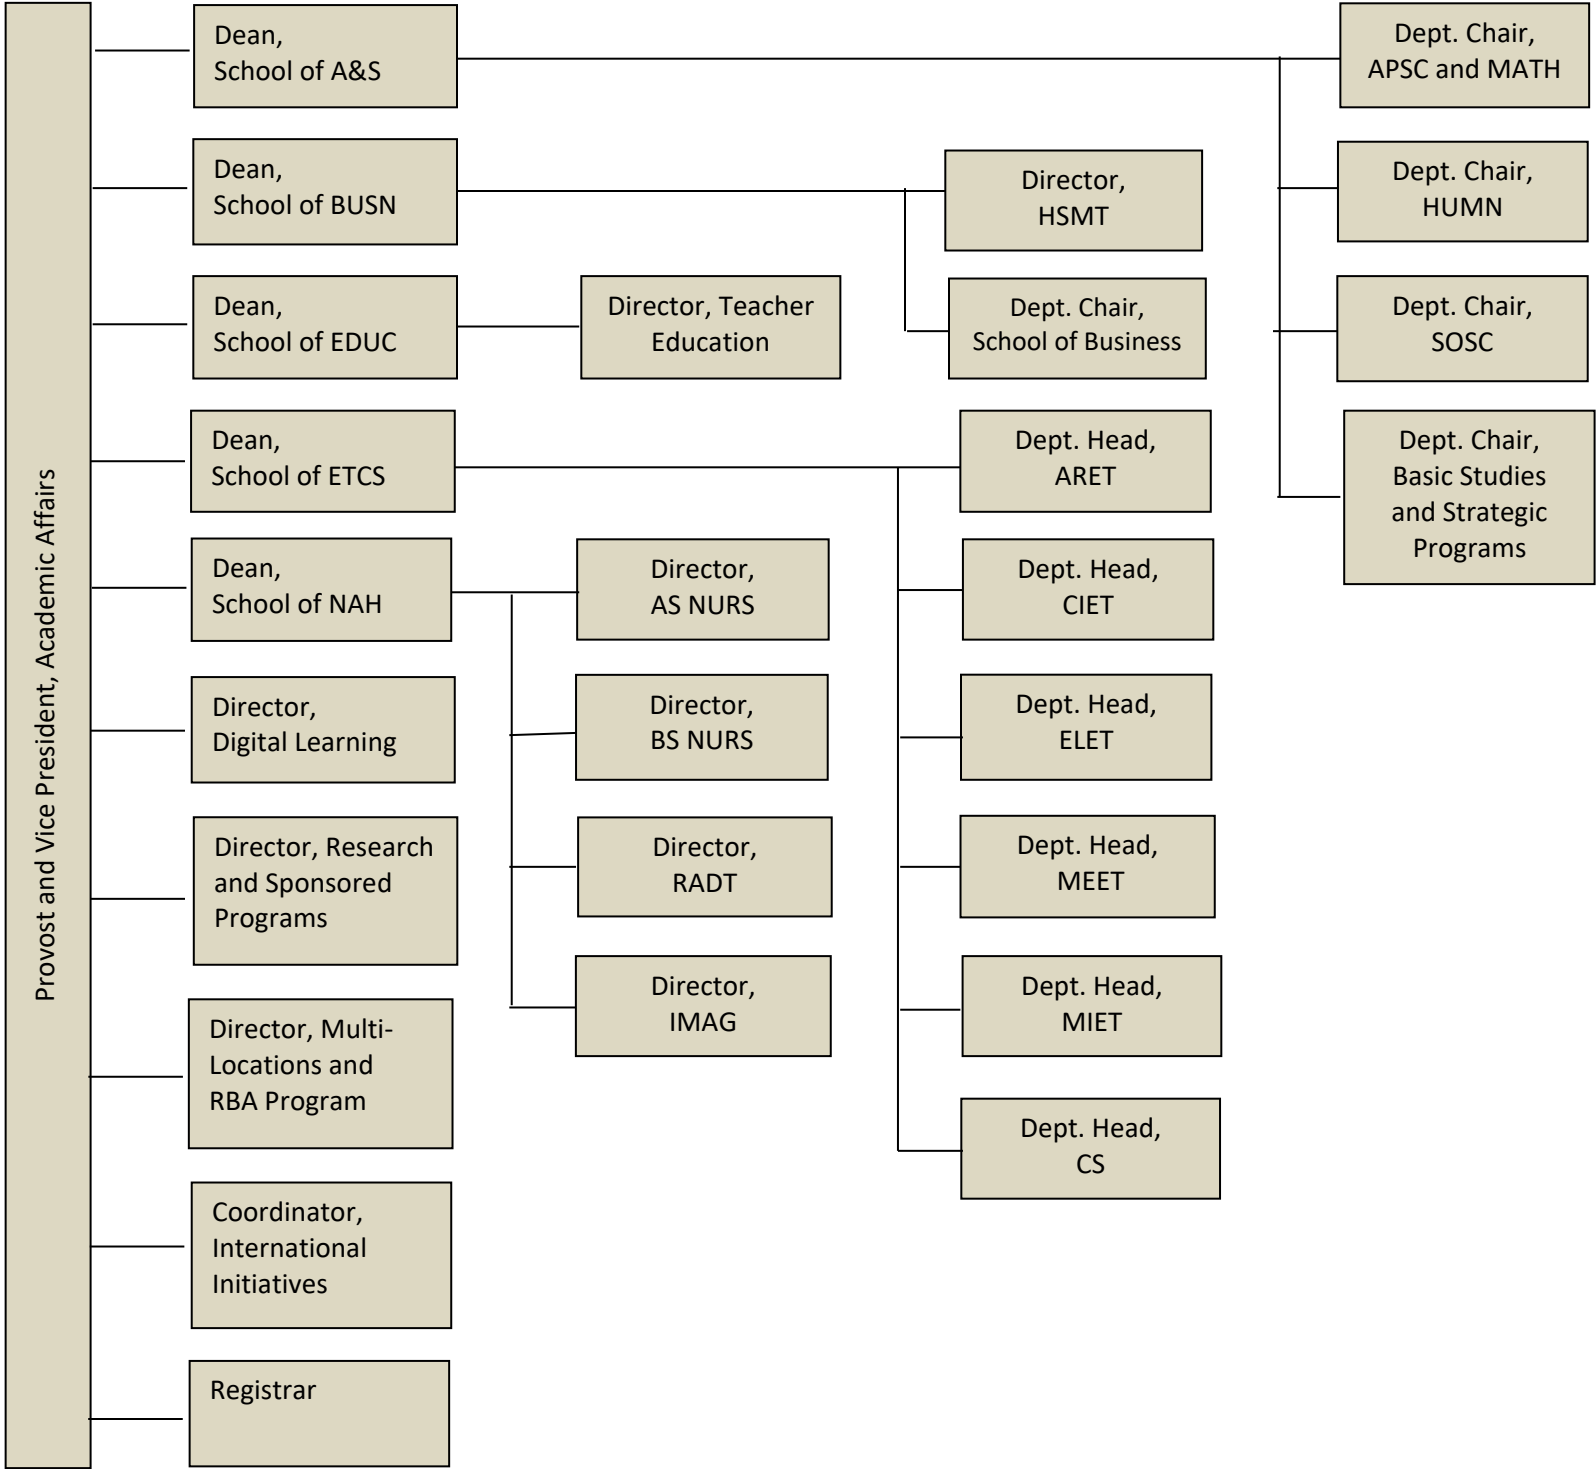 Provost and Vice President, Academic Affairs
Dean,
School of A&S
Dept. Chair,
APSC and MATH
Dept. Chair,
HUMN
Dept. Chair,
SOSC
Dept. Chair,
Basic Studies
and Strategic
Programs
Dean,
School of BUSN
Director,
HSMT
Dept. Chair,
School of Business
Dean,
School of EDUC
Director, Teacher
Education
Dean,
School of ETCS
Dept. Head,
ARET
Dept. Head,
CIET
Dept. Head,
ELET
Dept. Head,
MEET
Dept. Head,
MIET
Dept. Head,
CS
Dean,
School of NAH
Director,
AS NURS
Director,
BS NURS
Director,
RADT
Director,
IMAG
Director,
Digital Learning
Director, Research
and Sponsored
Programs
Director, Multi-
Locations and
RBA Program
Coordinator,
International
Initiatives
Registrar